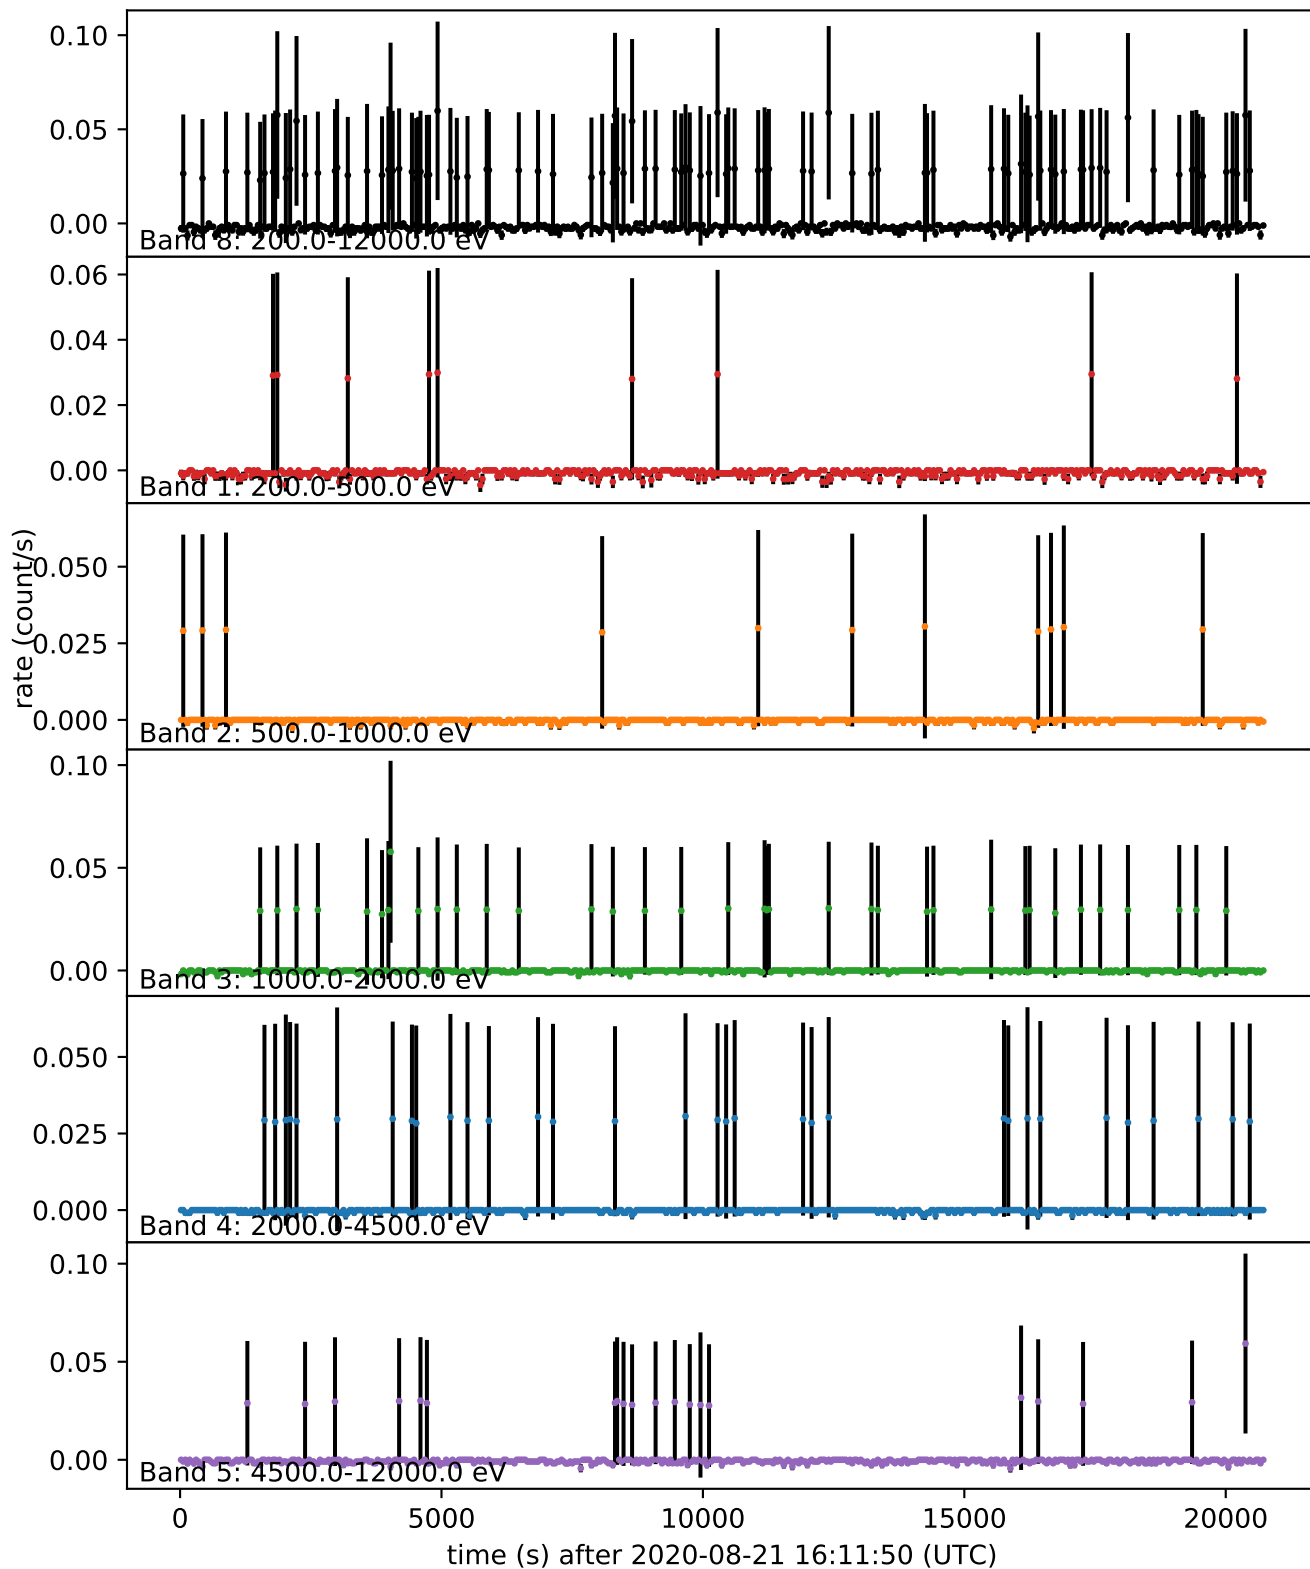 0.10
0.05
0.00
Band 8: 200.0-12000.0 eV
0.06
0.04
0.02
0.00
Band 1: 200.0-500.0 eV
rate (count/s)
0.050
0.025
0.000
Band 2: 500.0-1000.0 eV
0.10
0.05
0.00
Band 3: 1000.0-2000.0 eV
0.050
0.025
0.000
Band 4: 2000.0-4500.0 eV
0.10
0.05
0.00
Band 5: 4500.0-12000.0 eV
0 5000 10000 15000 20000
time (s) after 2020-08-21 16:11:50 (UTC)